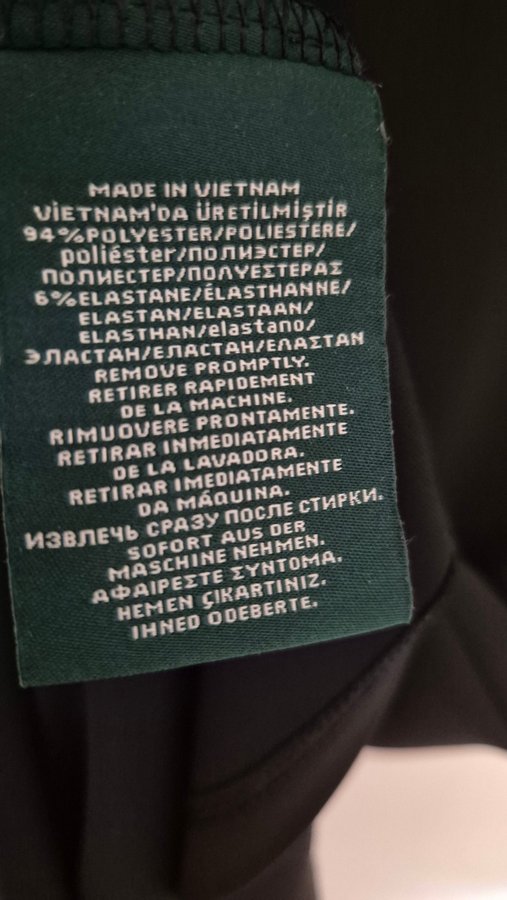 MADE IN VIETNAM
VİETNAM'DA ÜRETİLMİŞTİR
94%POLYESTER/POLIESTERE/
poliéster/ПОЛИЭСТЕР/
ПОЛИЕСТЕР/ΠΟΛΥΕΣΤΕΡΑΣ
6%ELASTANE/ÉLASTHANNE/
ELASTAN/ELASTAAN/
ELASTHAN/elastano/
ЭЛАСТАН/ЕЛАСТАН/ΕΛΑΣΤΑΝ
REMOVE PROMPTLY.
RETIRER RAPIDEMENT
DE LA MACHINE.
RIMUOVERE PRONTAMENTE.
RETIRAR INMEDIATAMENTE
DE LA LAVADORA.
RETIRAR IMEDIATAMENTE
DA MÁQUINA.
ИЗВЛЕЧЬ СРАЗУ ПОСЛЕ СТИРКИ.
SOFORT AUS DER
MASCHINE NEHMEN.
ΑΦΑΙΡΕΣΤΕ ΣΥΝΤΟΜΑ.
HEMEN ÇIKARTINIZ.
IHNED ODEBERTE.